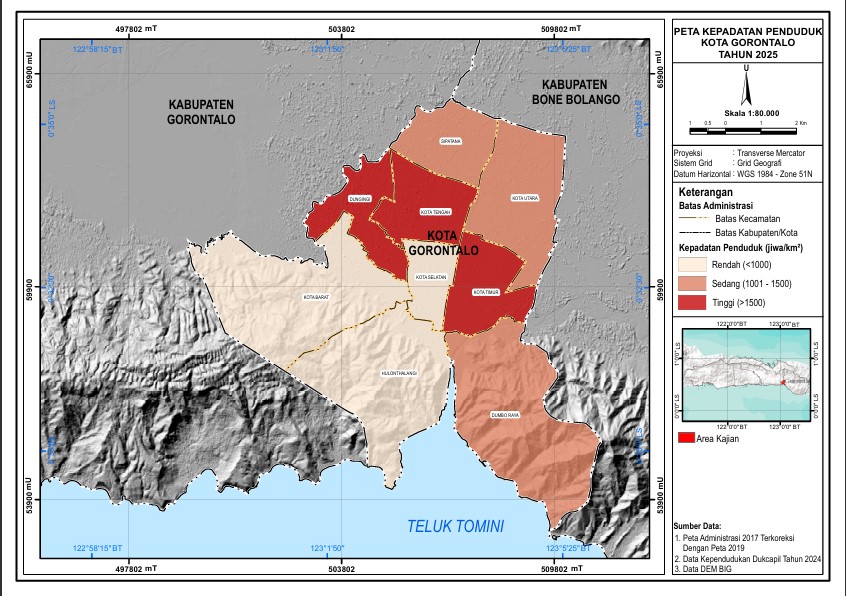 497802 mT
503802
509802 mT
122°58'15" BT
123°1'50"
123°5'25" BT
65900 mU
59900
53900 mU
0°35'0" LS
0°32'30"
KABUPATEN
GORONTALO
KABUPATEN
BONE BOLANGO
SIPATANA
DUNGINGI
KOTA TENGAH
KOTA UTARA
KOTA
GORONTALO
KOTA SELATAN
KOTA TIMUR
KOTA BARAT
HULONTHALANGI
DUMBO RAYA
TELUK TOMINI
65900 mU
59900
53900 mU
0°35'0" LS
0°32'30"
122°58'15" BT
123°1'50"
123°5'25" BT
497802 mT
503802
509802 mT
PETA KEPADATAN PENDUDUK
KOTA GORONTALO
TAHUN 2025
U
Skala 1:80.000
1 0.5 0 1 2 Km
Proyeksi : Transverse Mercator
Sistem Grid : Grid Geografi
Datum Horizontal : WGS 1984 - Zone 51N
Keterangan
Batas Administrasi
Batas Kecamatan
Batas Kabupaten/Kota
Kepadatan Penduduk (jiwa/km²)
Rendah (<1000)
Sedang (1001 - 1500)
Tinggi (>1500)
122°0'0"BT 123°0'0"BT
1°0'0" LS
0°0'0" LS
1°0'0" LS
0°0'0" LS
122°0'0"BT 123°0'0"BT
Area Kajian
Sumber Data:
1. Peta Administrasi 2017 Terkoreksi
Dengan Peta 2019
2. Data Kependudukan Dukcapil Tahun 2024
3. Data DEM BIG